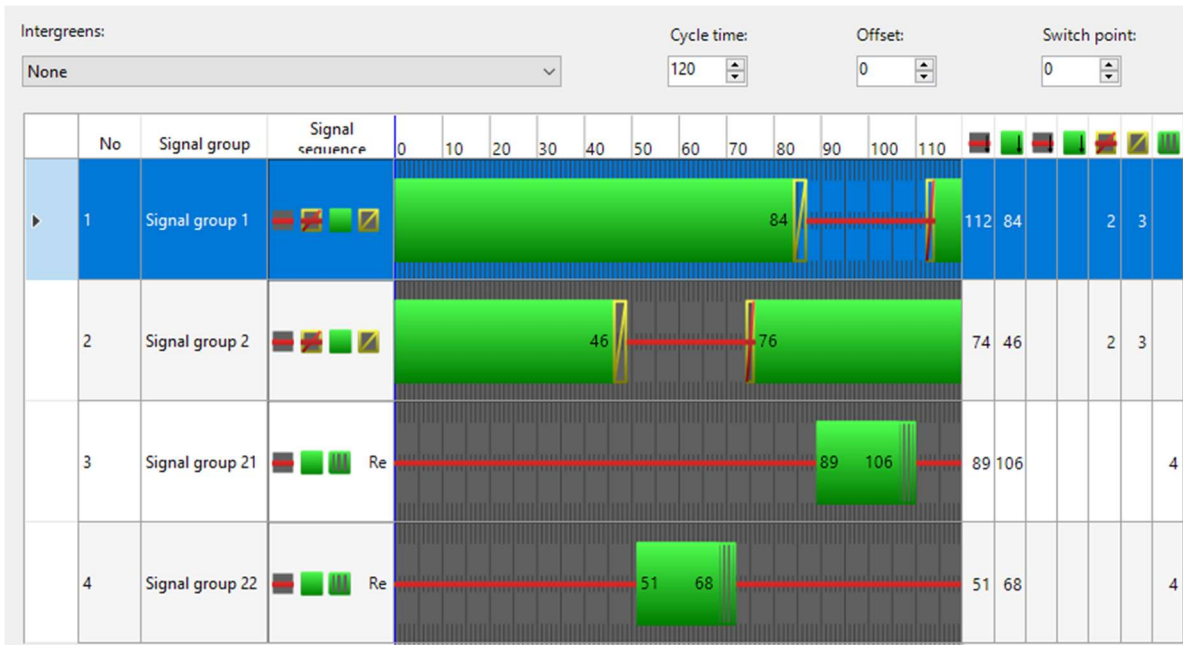 Intergreens:
Cycle time:
Offset:
Switch point:
None
120
0
0
No
Signal group
Signal
sequence
0 10 20 30 40 50 60 70 80 90 100 110
1 Signal group 1 84 112 84 2 3
2 Signal group 2 46 76 74 46 2 3
3 Signal group 21 Re 89 106 89 106 4
4 Signal group 22 Re 51 68 51 68 4